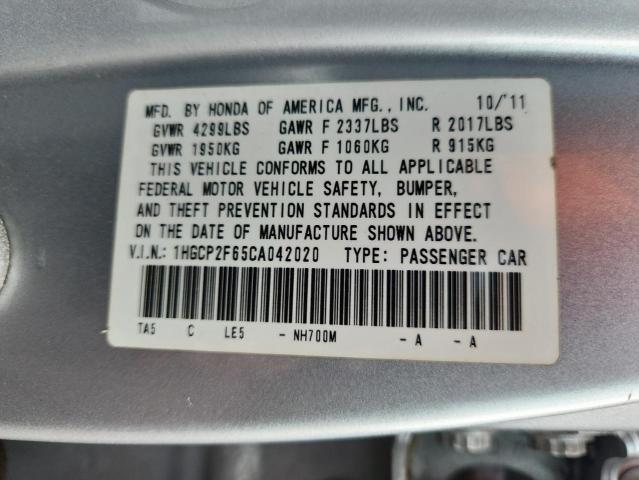 MFD. BY HONDA OF AMERICA MFG., INC. 10/'11
GVWR 4299LBS GAWR F 2337LBS R 2017LBS
GVWR 1950KG GAWR F 1060KG R 915KG
THIS VEHICLE CONFORMS TO ALL APPLICABLE
FEDERAL MOTOR VEHICLE SAFETY, BUMPER,
AND THEFT PREVENTION STANDARDS IN EFFECT
ON THE DATE OF MANUFACTURE SHOWN ABOVE.
V.I.N.: 1HGCP2F65CA042020 TYPE: PASSENGER CAR
TA5 C LE5 - NH700M - A - A